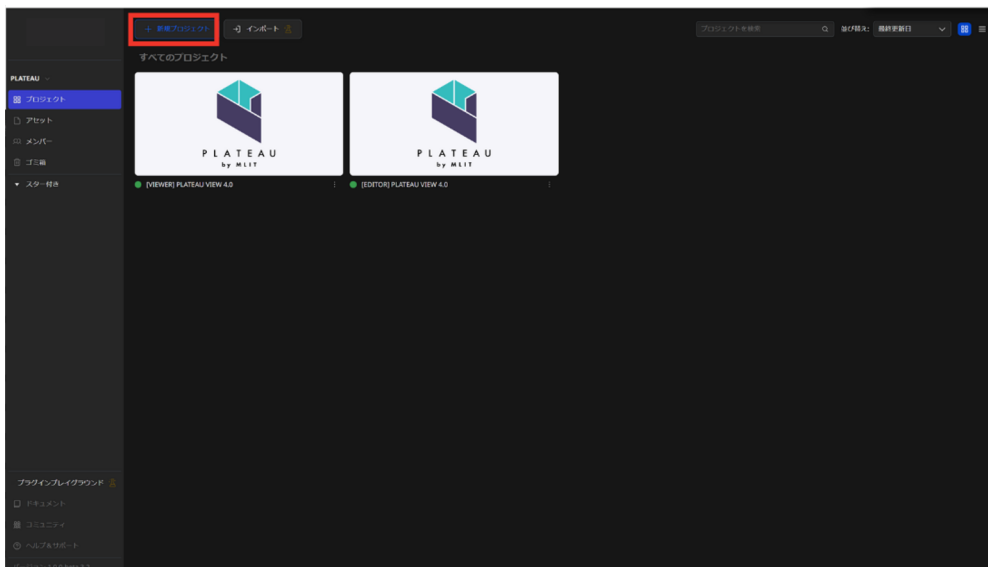 + 新規プロジェクト
インポート
プロジェクトを検索
並び替え: 最終更新日
すべてのプロジェクト
PLATEAU
プロジェクト
アセット
メンバー
ゴミ箱
スター付き
PLATEAU
by MLIT
[VIEWER] PLATEAU VIEW 4.0
PLATEAU
by MLIT
[EDITOR] PLATEAU VIEW 4.0
プラグインプレイグラウンド
ドキュメント
コミュニティ
ヘルプ&サポート